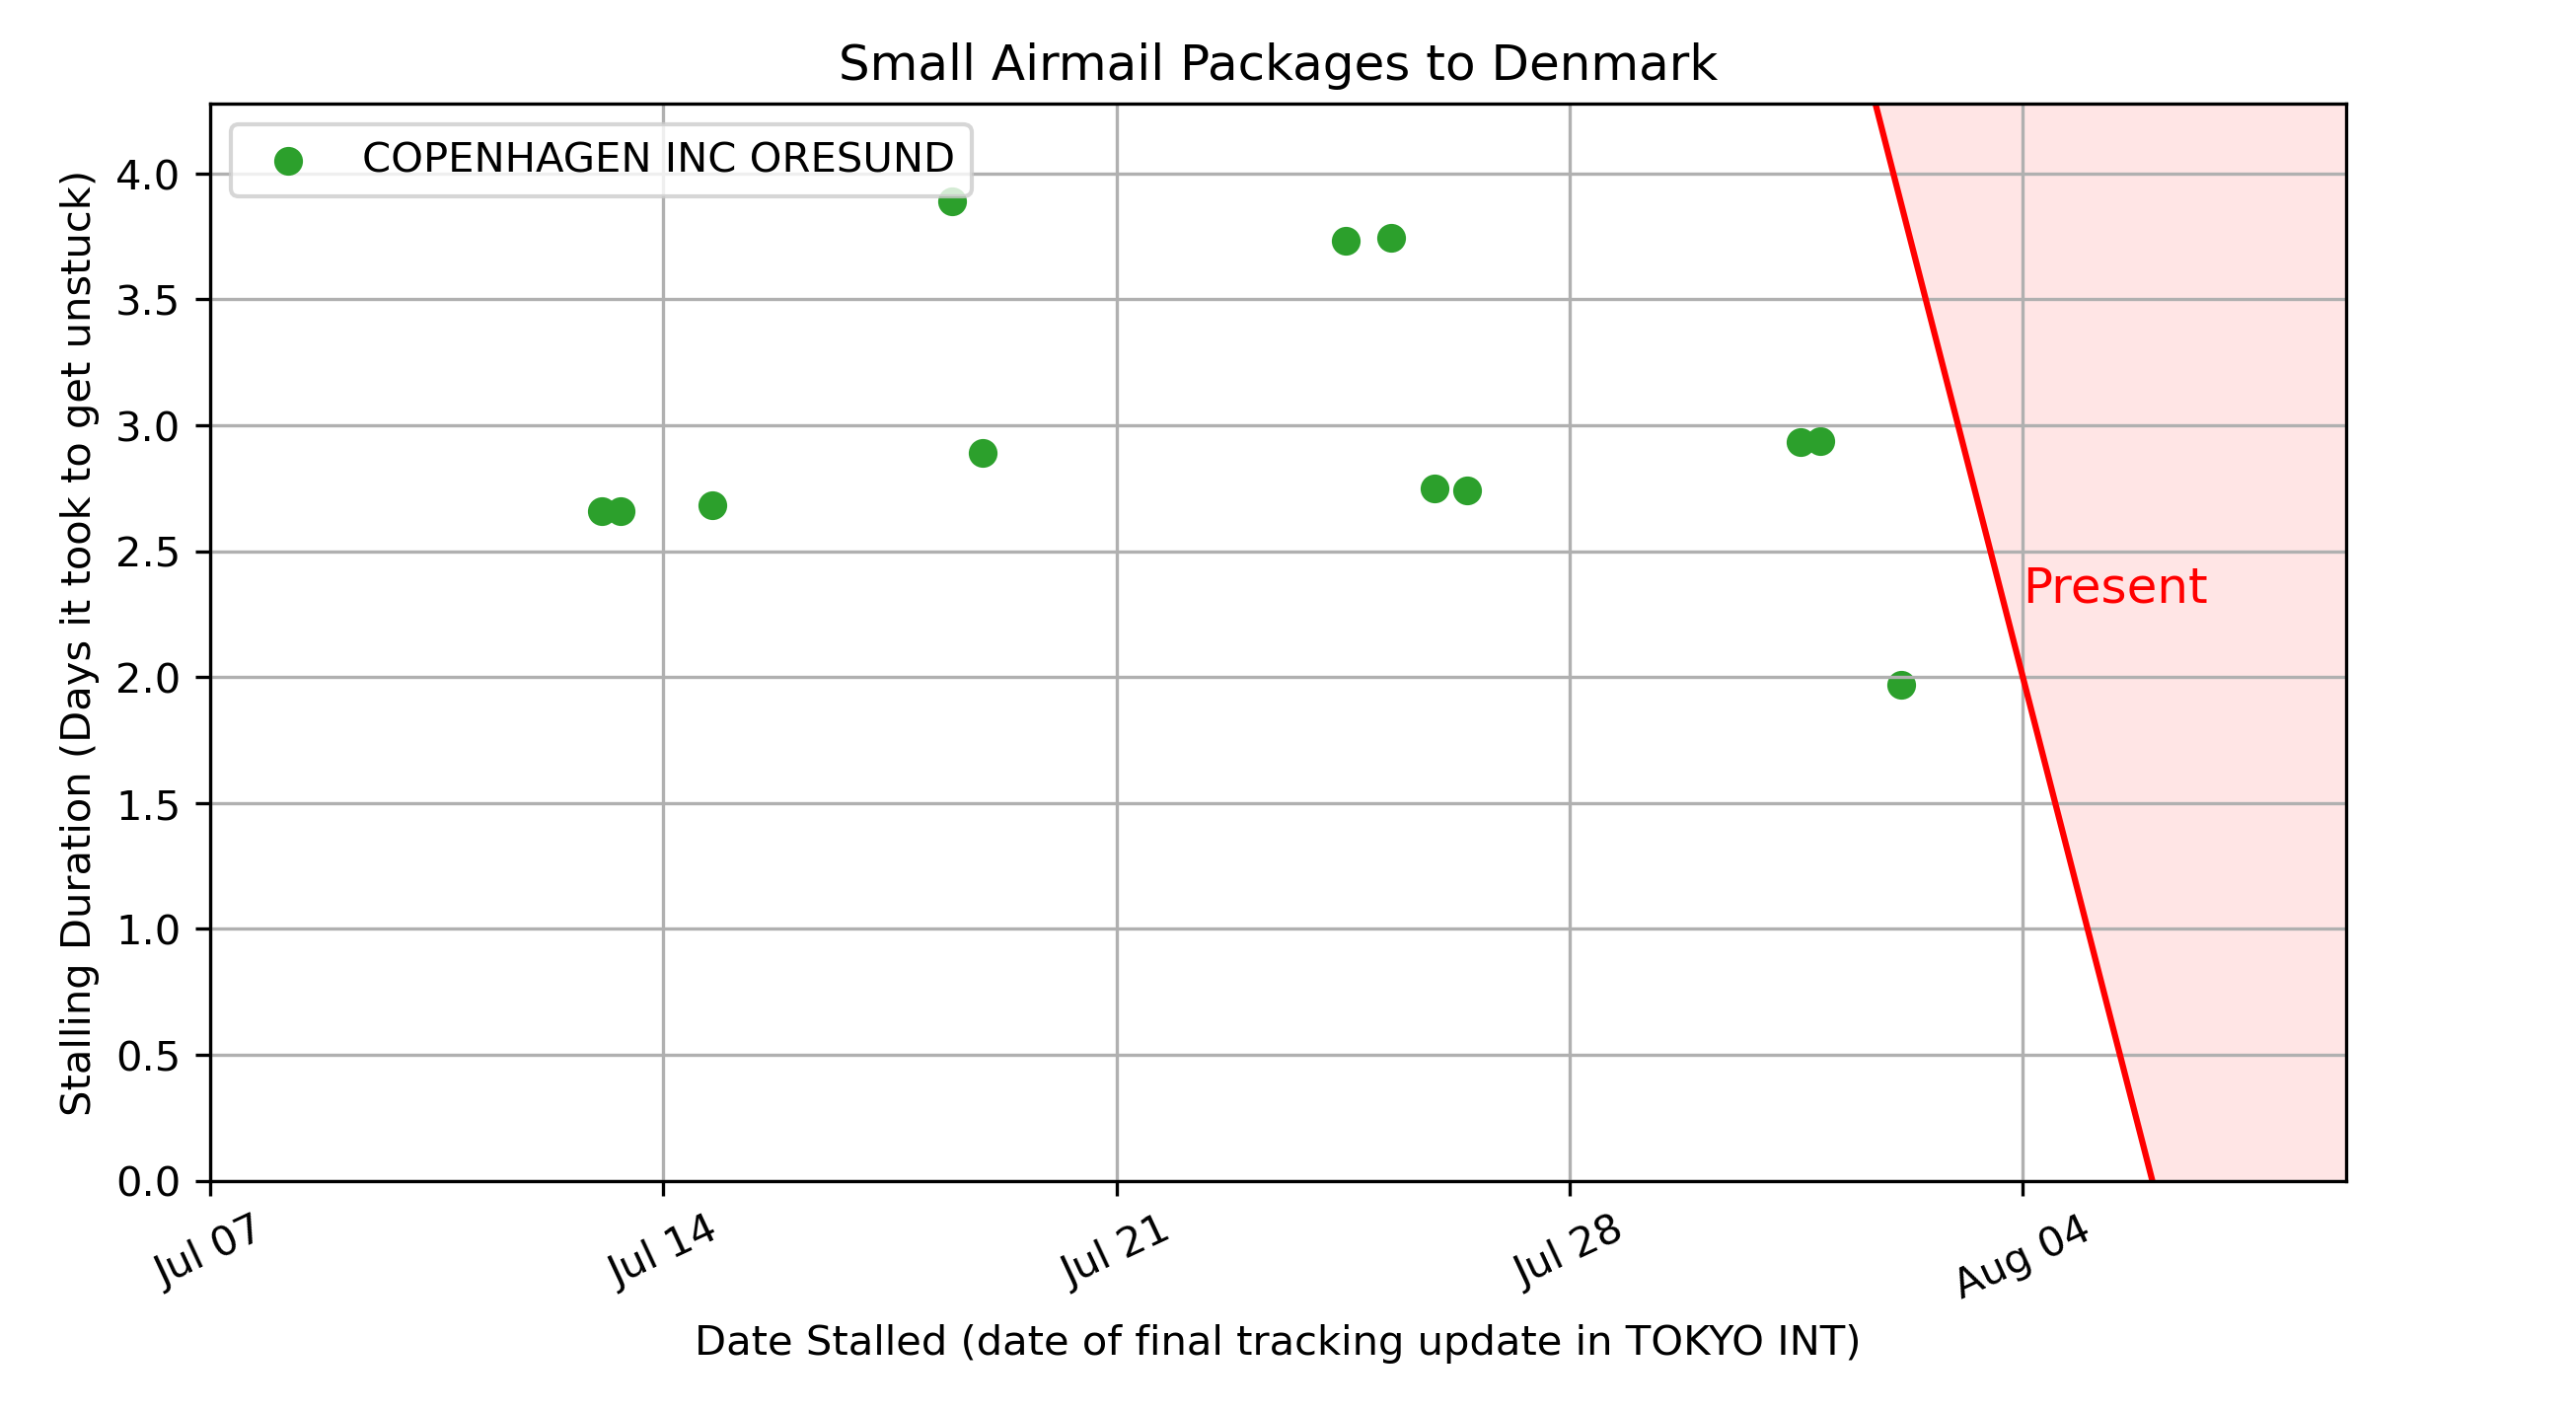 Small Airmail Packages to Denmark
COPENHAGEN INC ORESUND
Stalling Duration (Days it took to get unstuck)
4.0
3.5
3.0
2.5
2.0
1.5
1.0
0.5
0.0
Present
Jul 07
Jul 14
Jul 21
Jul 28
Aug 04
Date Stalled (date of final tracking update in TOKYO INT)